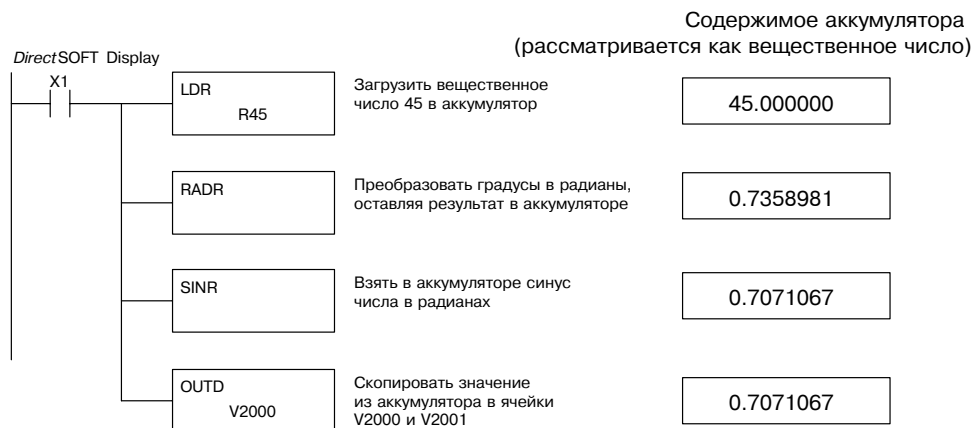 Содержимое аккумулятора
(рассматривается как вещественное число)
DirectSOFT Display
X1
LDR
R45
Загрузить вещественное
число 45 в аккумулятор
45.000000
RADR
Преобразовать градусы в радианы,
оставляя результат в аккумуляторе
0.7358981
SINR
Взять в аккумуляторе синус
числа в радианах
0.7071067
OUTD
V2000
Скопировать значение
из аккумулятора в ячейки
V2000 и V2001
0.7071067